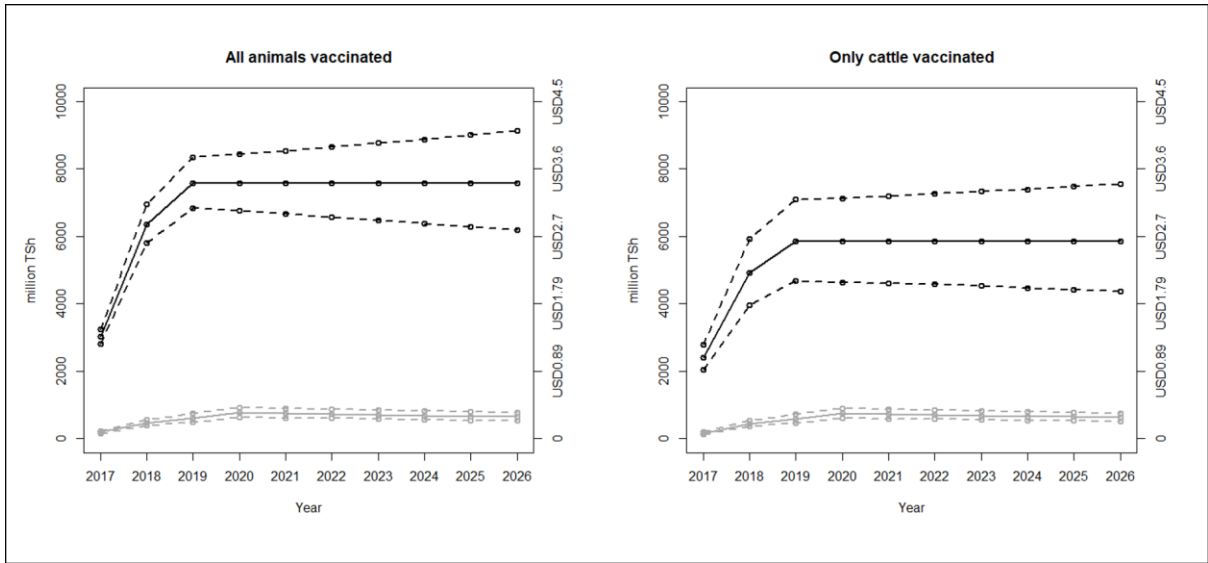 All animals vaccinated
million TSh
10000
8000
6000
4000
2000
0
USD4.5
USD3.6
USD2.7
USD1.79
USD0.89
0
2017 2018 2019 2020 2021 2022 2023 2024 2025 2026
Year
Only cattle vaccinated
million TSh
10000
8000
6000
4000
2000
0
USD4.5
USD3.6
USD2.7
USD1.79
USD0.89
0
2017 2018 2019 2020 2021 2022 2023 2024 2025 2026
Year